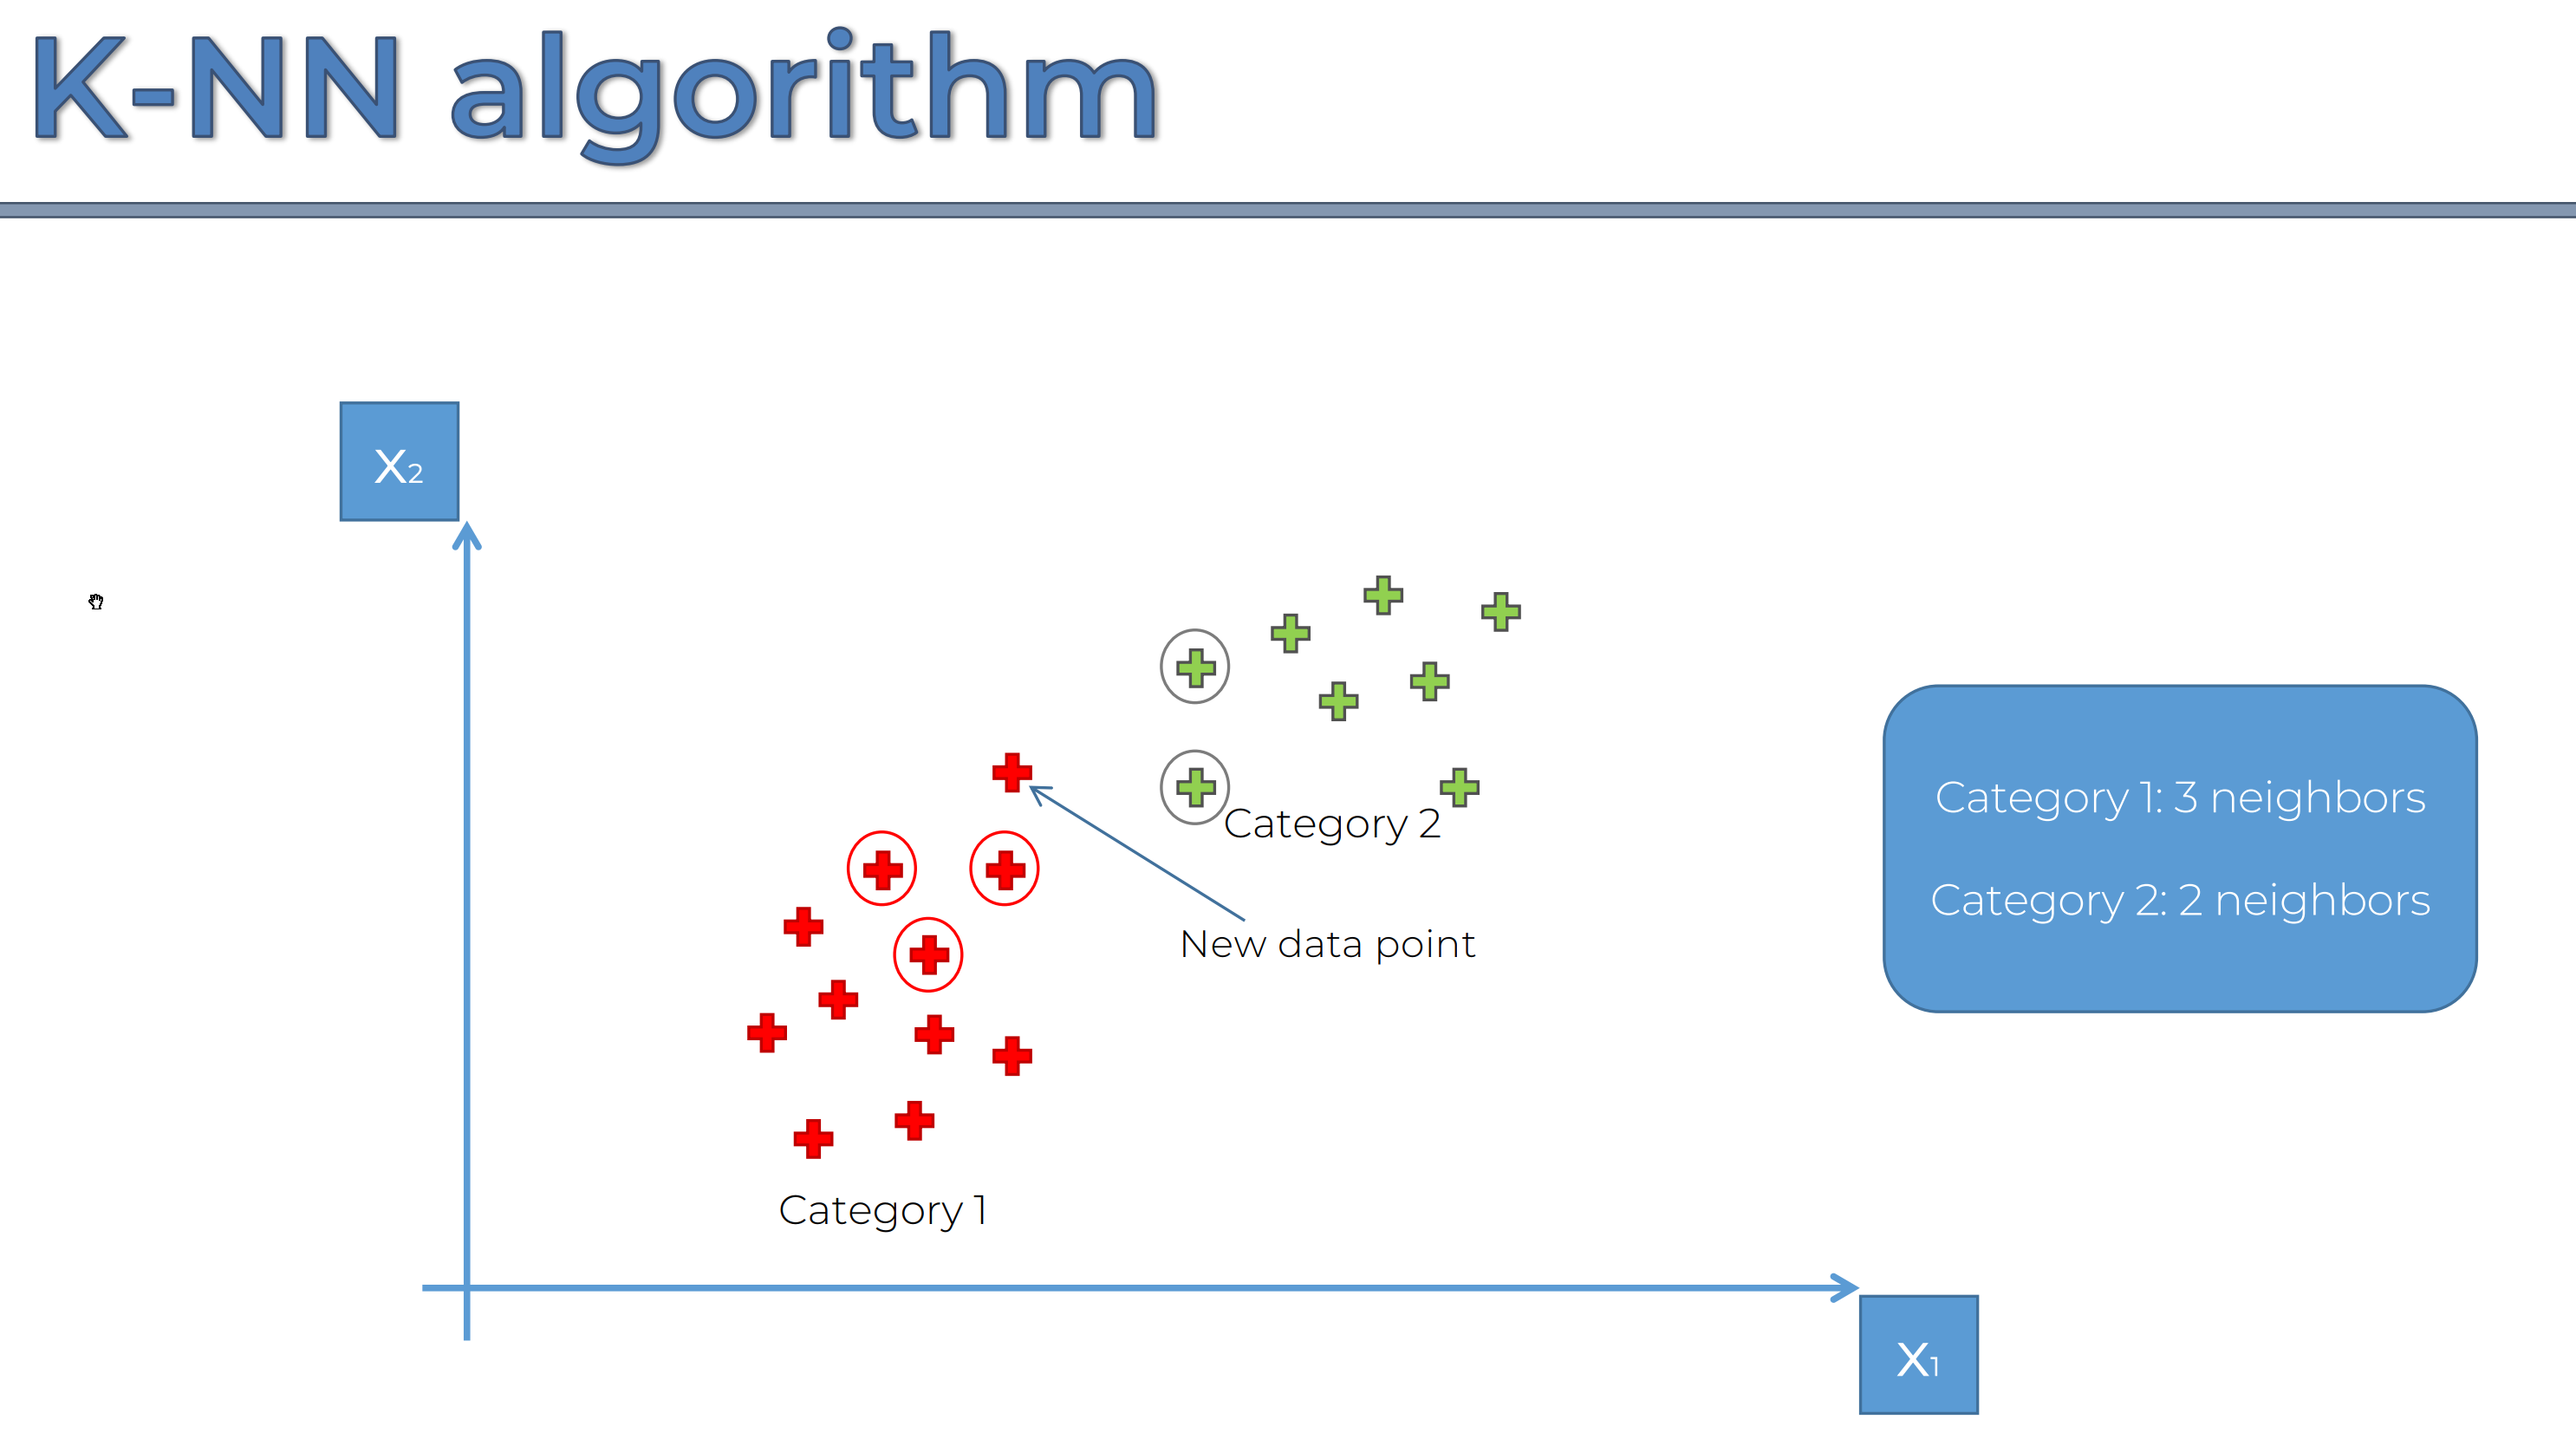 K-NN algorithm
X2
Category 2
Category 1: 3 neighbors
Category 2: 2 neighbors
New data point
Category 1
X1